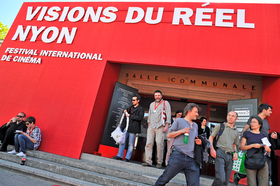 VISIONS DU RÉEL
NYON
FESTIVAL INTERNATIONAL
DE CINÉMA
SALLE COMMUNALE